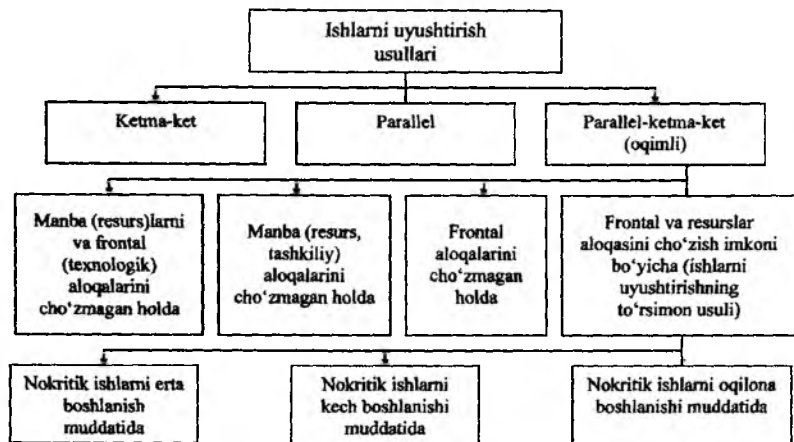 Ishlarni uyushtirish
usullari
Ketma-ket
Parallel
Parallel-ketma-ket
(oqimli)
Manba (resurs)larni
va frontal
(texnologik)
aloqalarini
cho‘zmagan holda
Manba (resurs,
tashkiliy)
aloqalarini
cho‘zmagan holda
Frontal
aloqalarini
cho‘zmagan
holda
Frontal va resurslar
aloqasini cho‘zish imkoni
bo‘yicha (ishlarni
uyushtirishning
to‘rsimon usuli)
Nokritik ishlarni erta
boshlanish
muddatida
Nokritik ishlarni
kech boshlanishi
muddatida
Nokritik ishlarni oqilona
boshlanishi muddatida